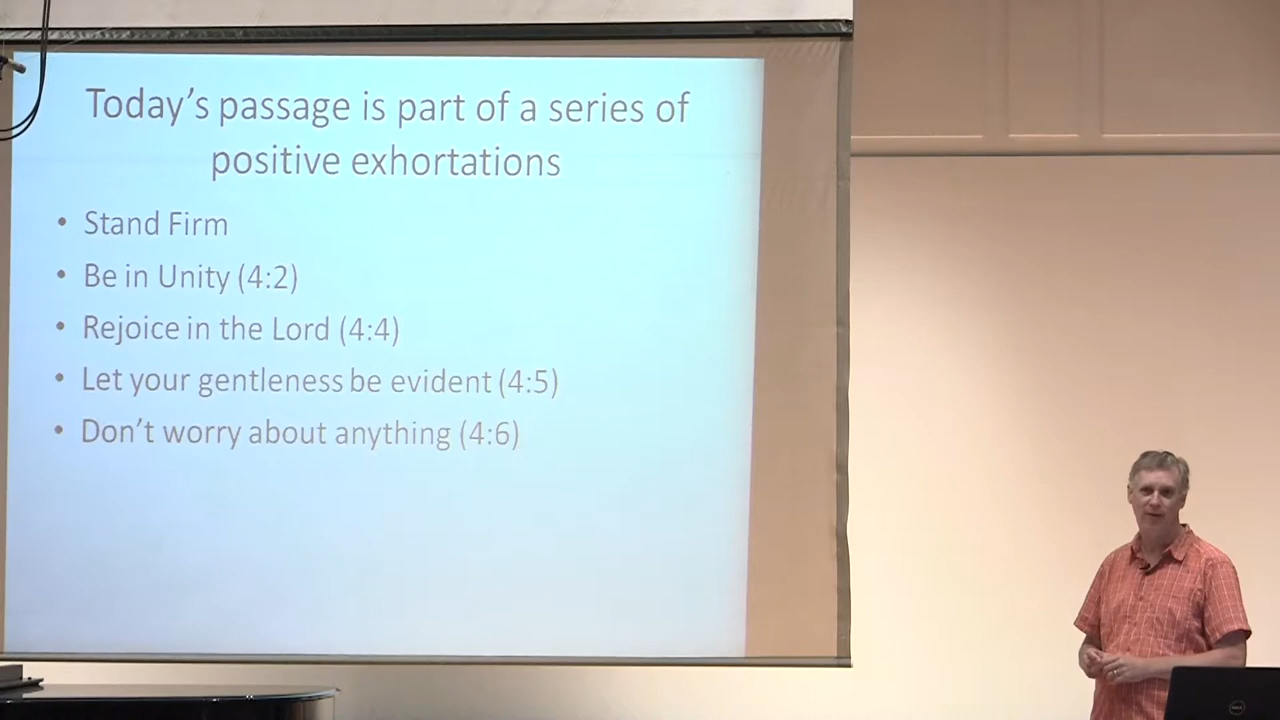 Today's passage is part of a series of
positive exhortations
• Stand Firm
• Be in Unity (4:2)
• Rejoice in the Lord (4:4)
• Let your gentleness be evident (4:5)
• Don't worry about anything (4:6)
DELL